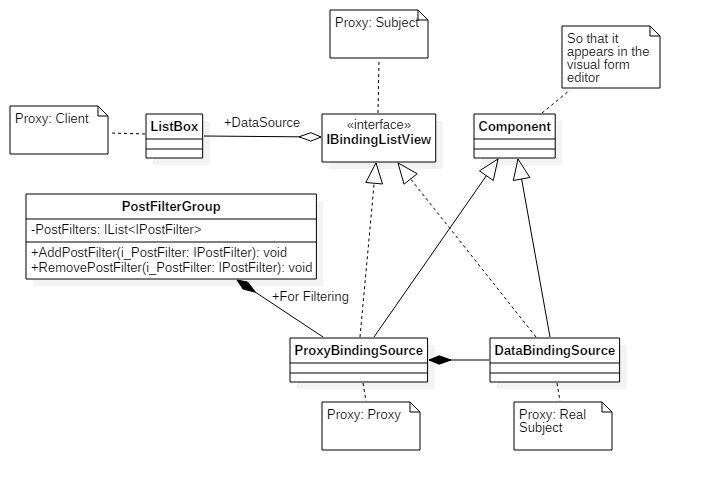 Proxy: Subject
So that it
appears in the
visual form
editor
Proxy: Client
ListBox
+DataSource
«interface»
IBindingListView
Component
PostFilterGroup
-PostFilters: IList<IPostFilter>
+AddPostFilter(i_PostFilter: IPostFilter): void
+RemovePostFilter(i_PostFilter: IPostFilter): void
+For Filtering
ProxyBindingSource
DataBindingSource
Proxy: Proxy
Proxy: Real
Subject